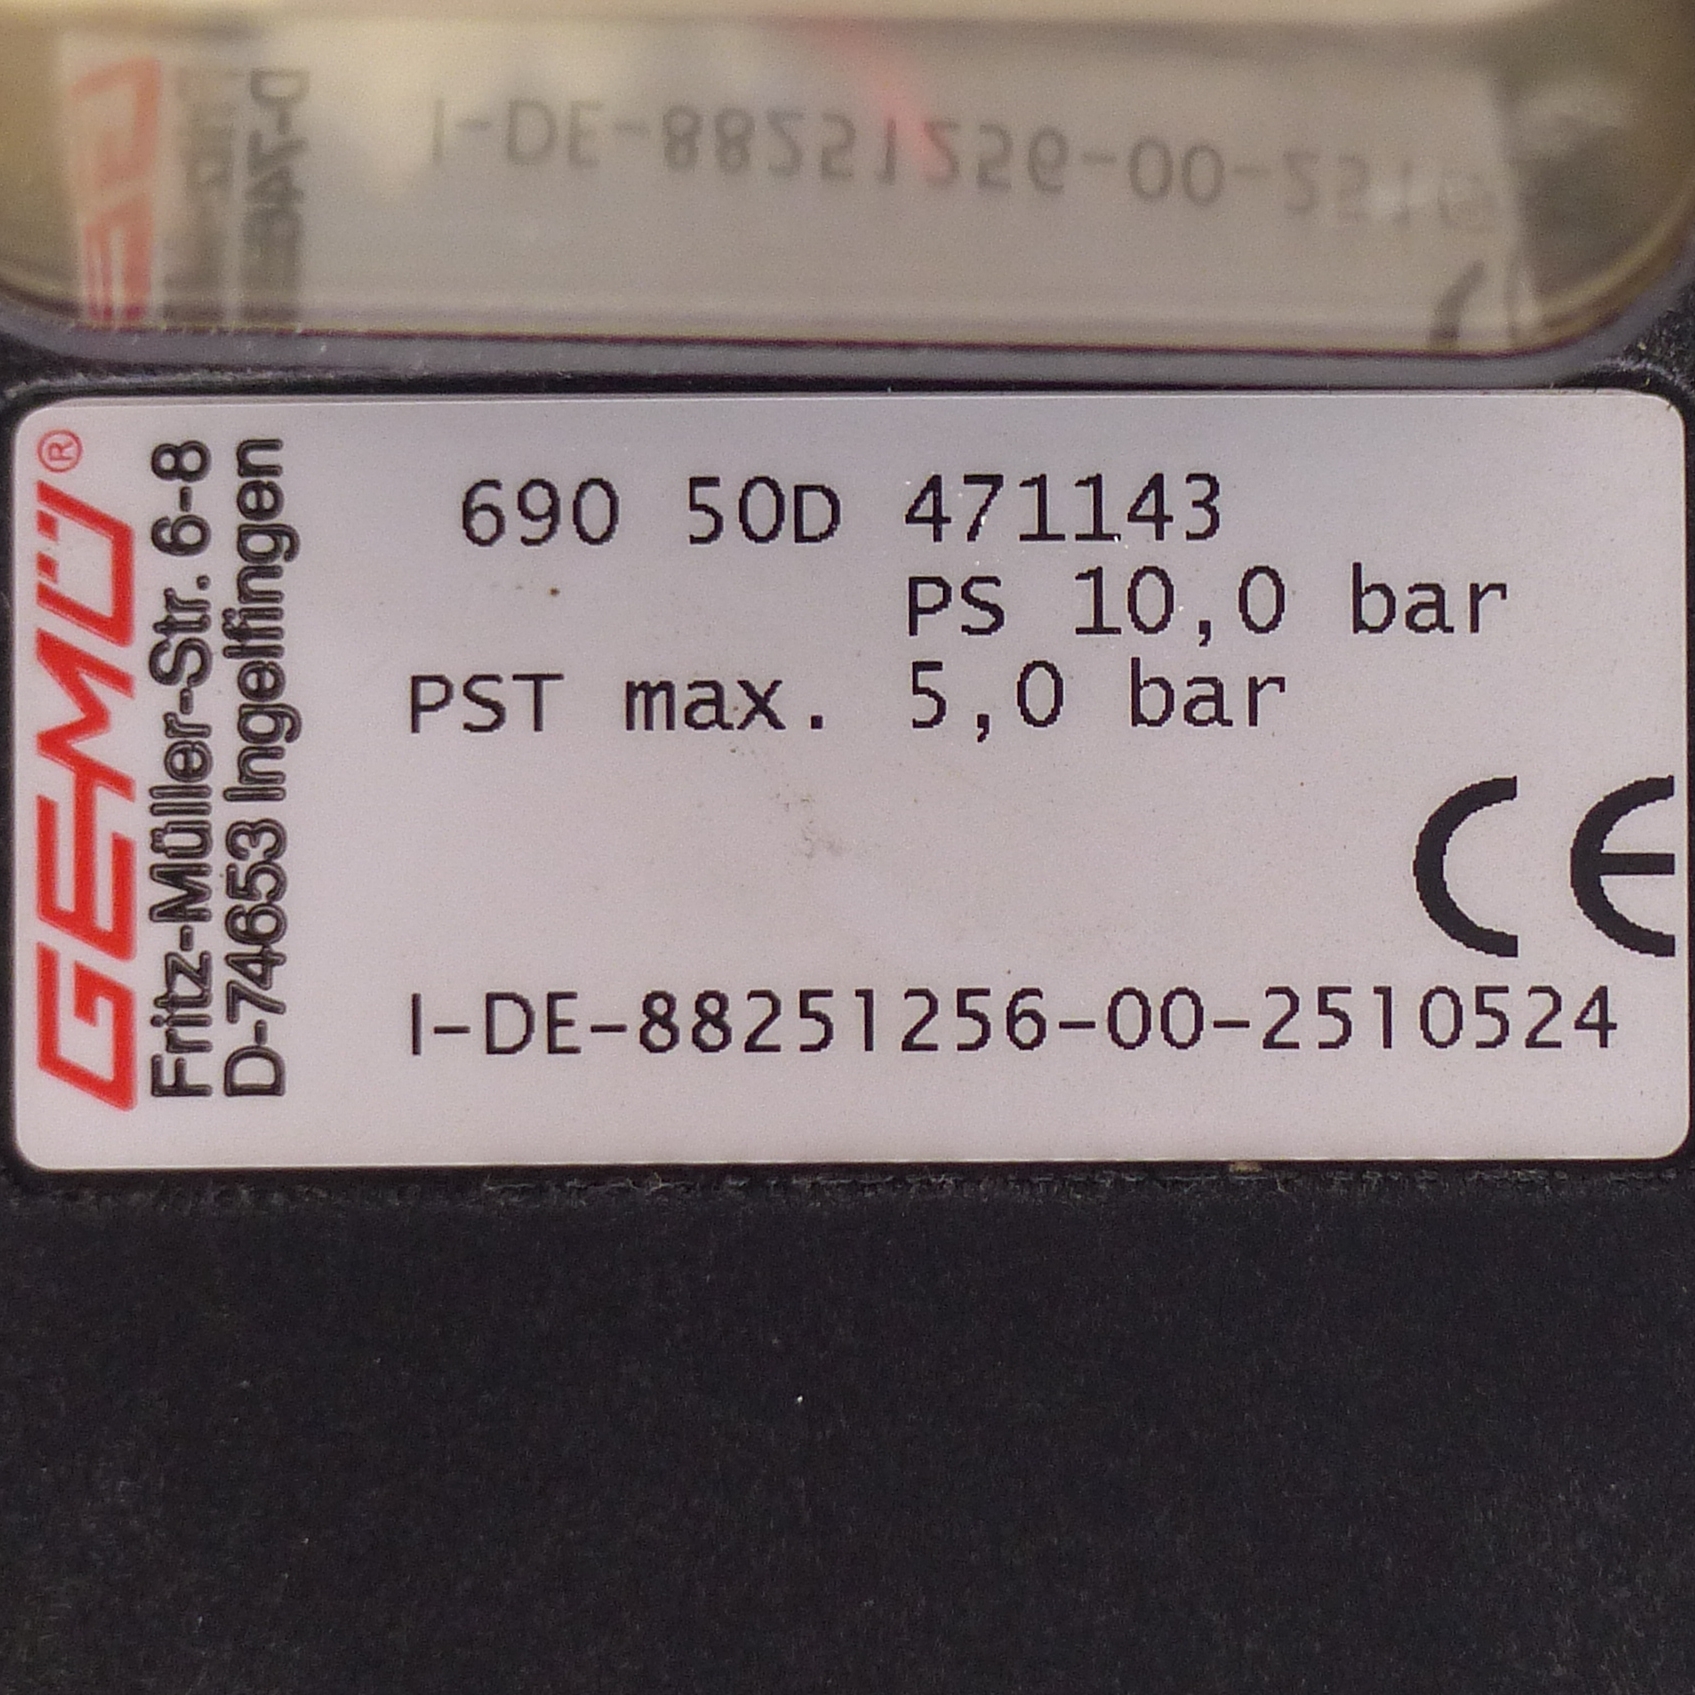 GEMÜ®
Fritz-Müller-Str. 6-8
D-74653 Ingelfingen
690 50D 471143
PS 10,0 bar
PST max. 5,0 bar
CE
I-DE-88251256-00-2510524